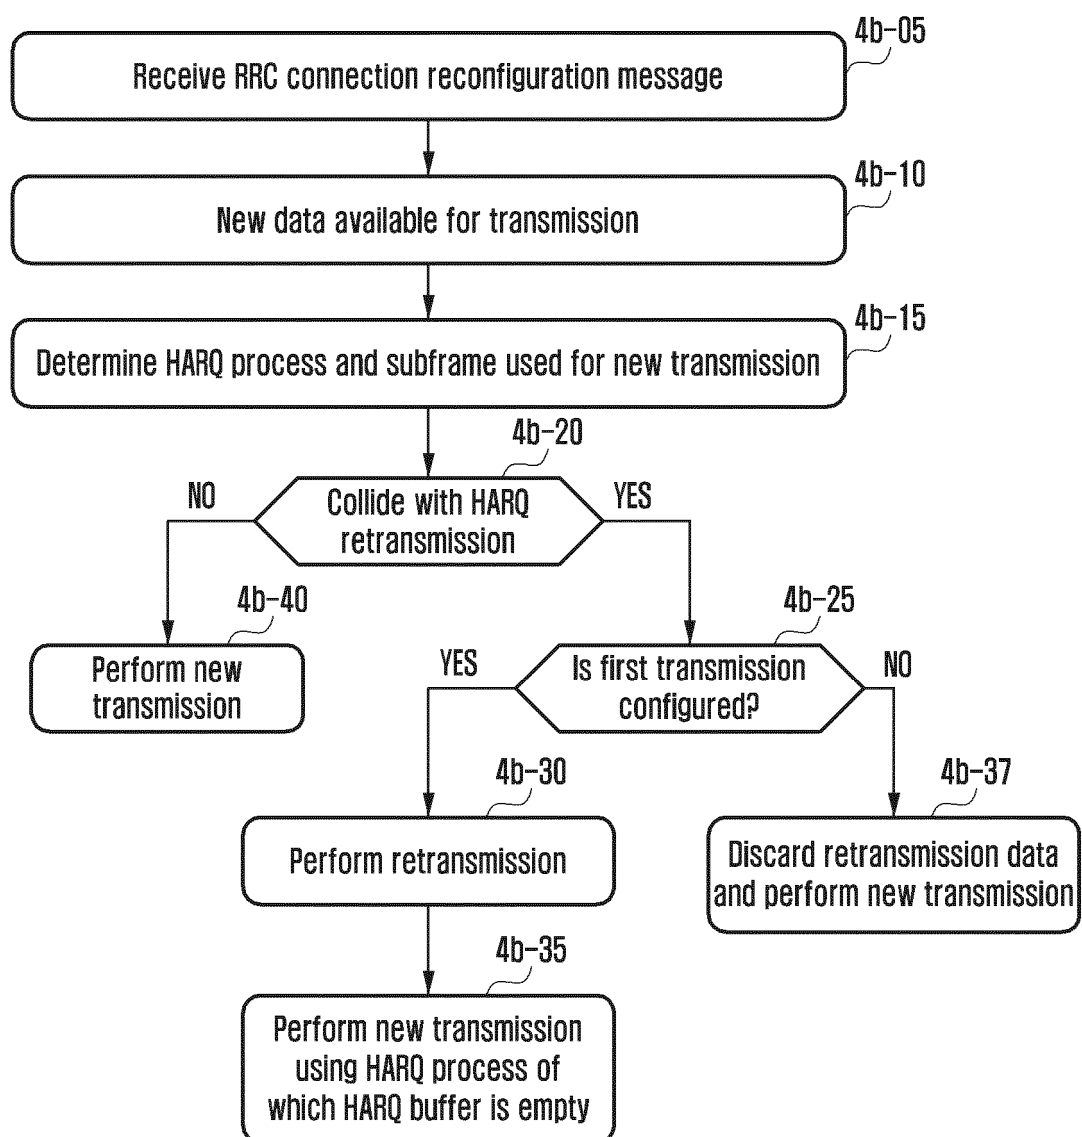 4b-05
Receive RRC connection reconfiguration message
4b-10
New data available for transmission
4b-15
Determine HARQ process and subframe used for new transmission
4b-20
NO
Collide with HARQ
retransmission
YES
4b-40
Perform new
transmission
4b-25
YES
Is first transmission
configured?
NO
4b-30
Perform retransmission
4b-37
Discard retransmission data
and perform new transmission
4b-35
Perform new transmission
using HARQ process of
which HARQ buffer is empty